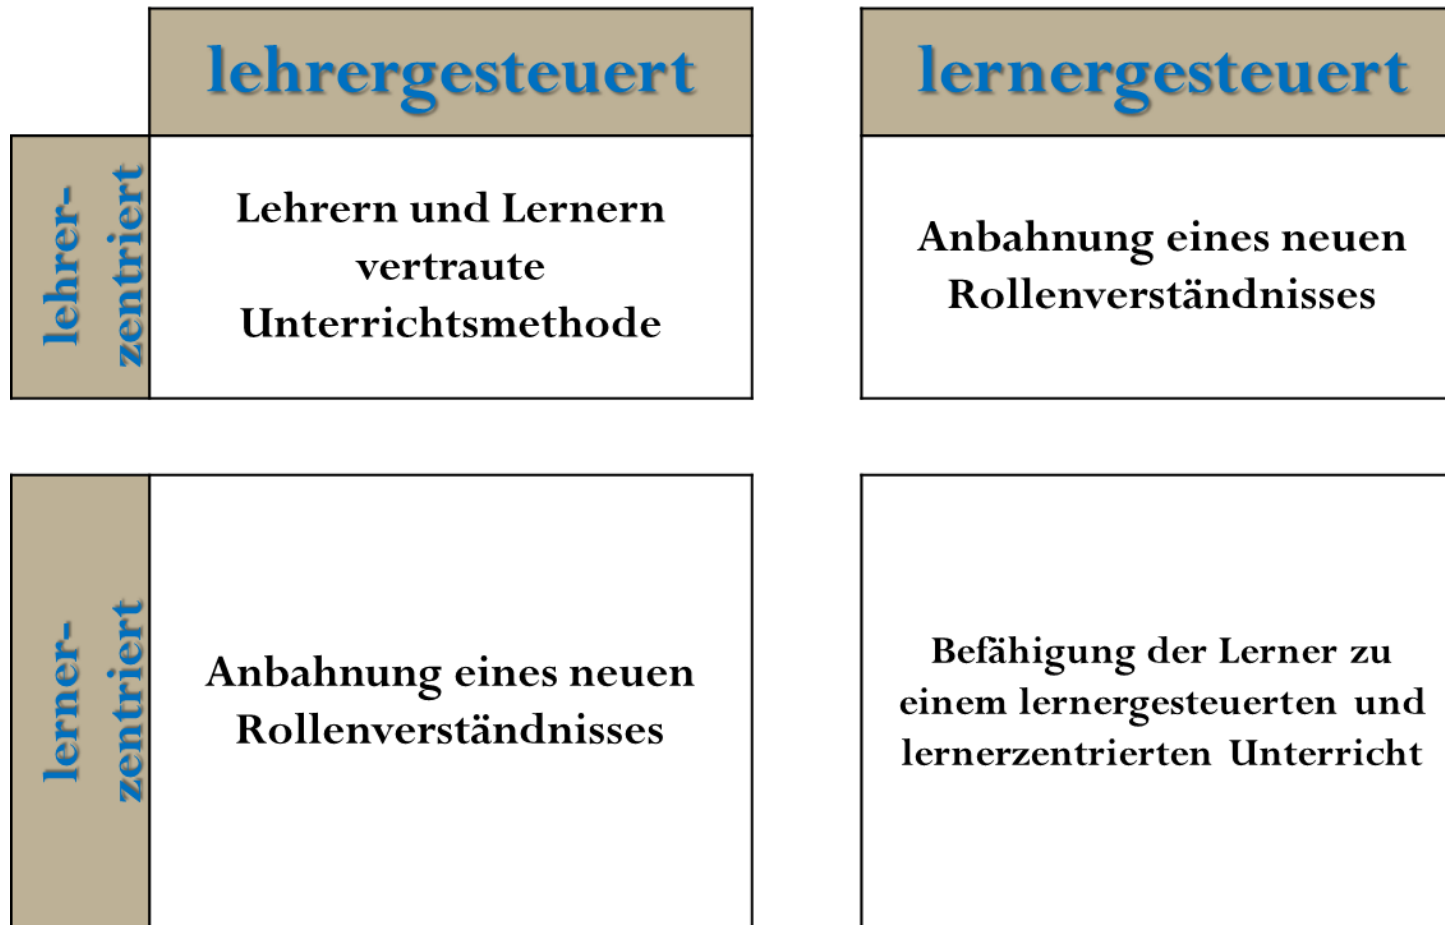 lehrergesteuert
lernergesteuert
lehrer-
zentriert
Lehrern und Lernern
vertraute
Unterrichtsmethode
Anbahnung eines neuen
Rollenverständnisses
lerner-
zentriert
Anbahnung eines neuen
Rollenverständnisses
Befähigung der Lerner zu
einem lernergesteuerten und
lernerzentrierten Unterricht